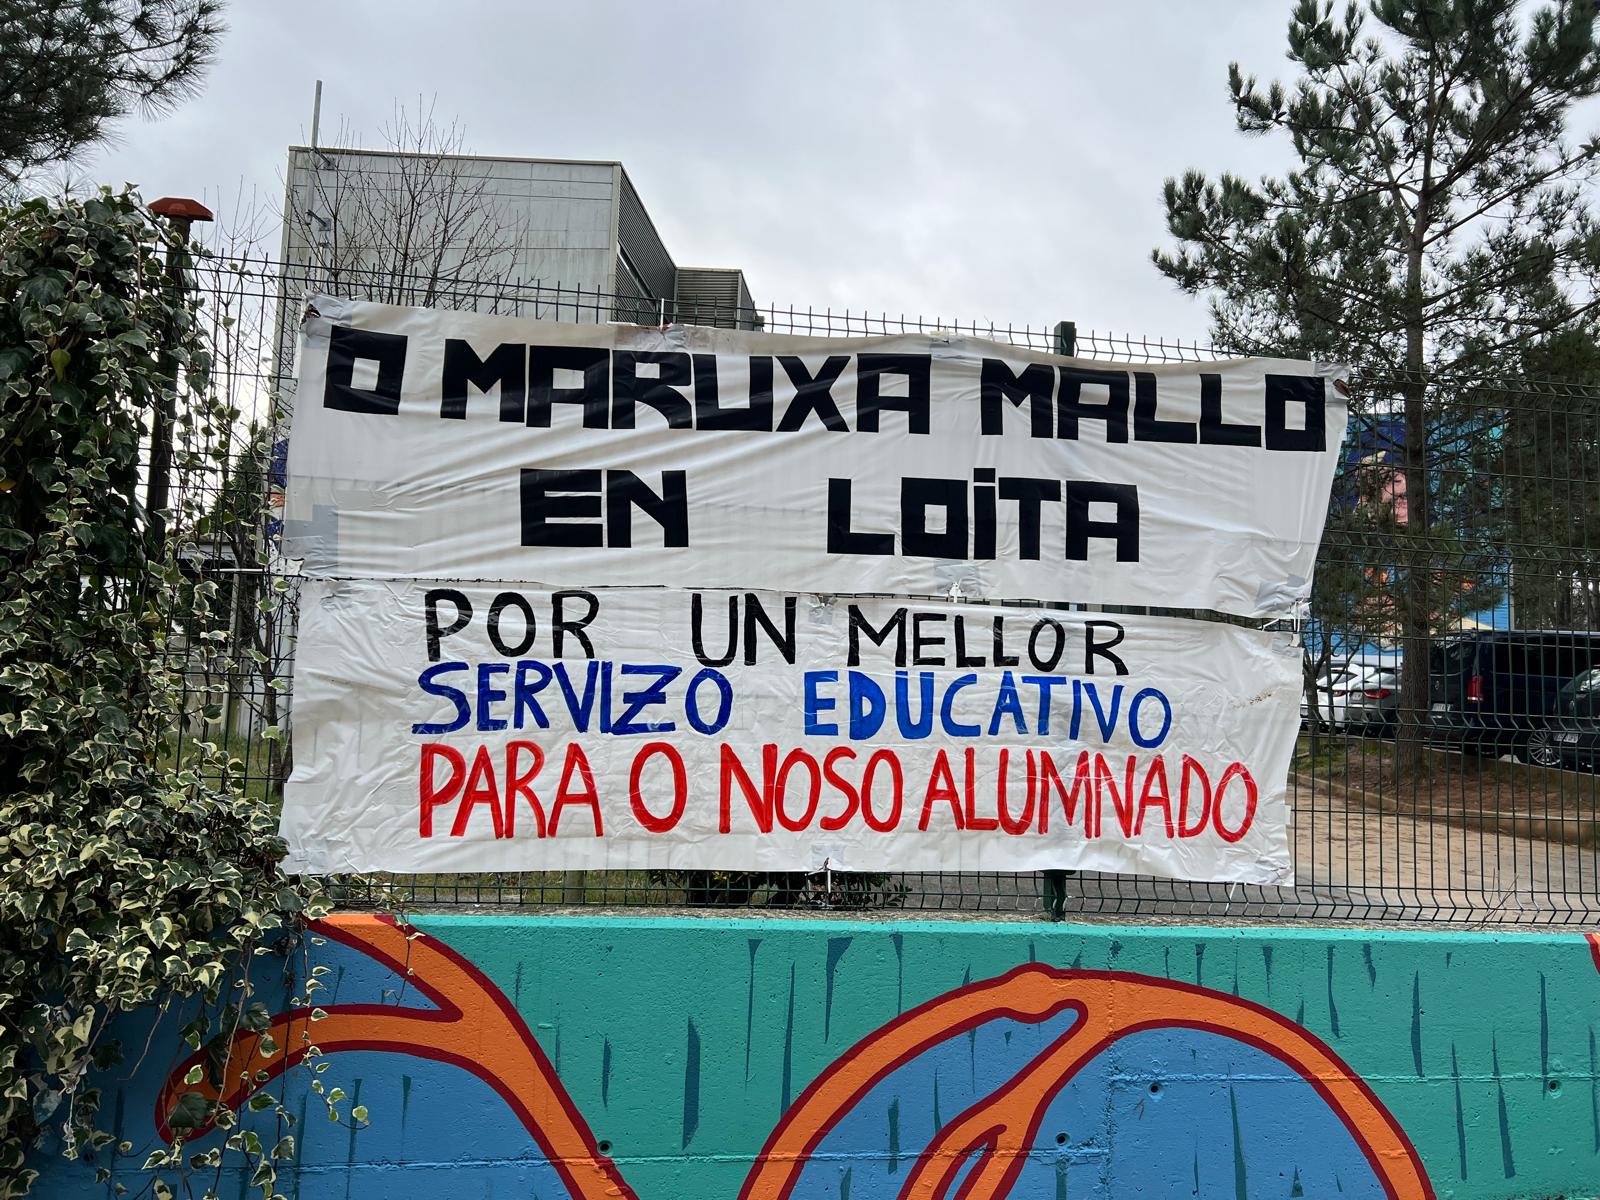 O MARUXA MALLO
EN LOiTA
POR UN MELLOR
SERVIZO EDUCATIVO
PARA O NOSO ALUMNADO